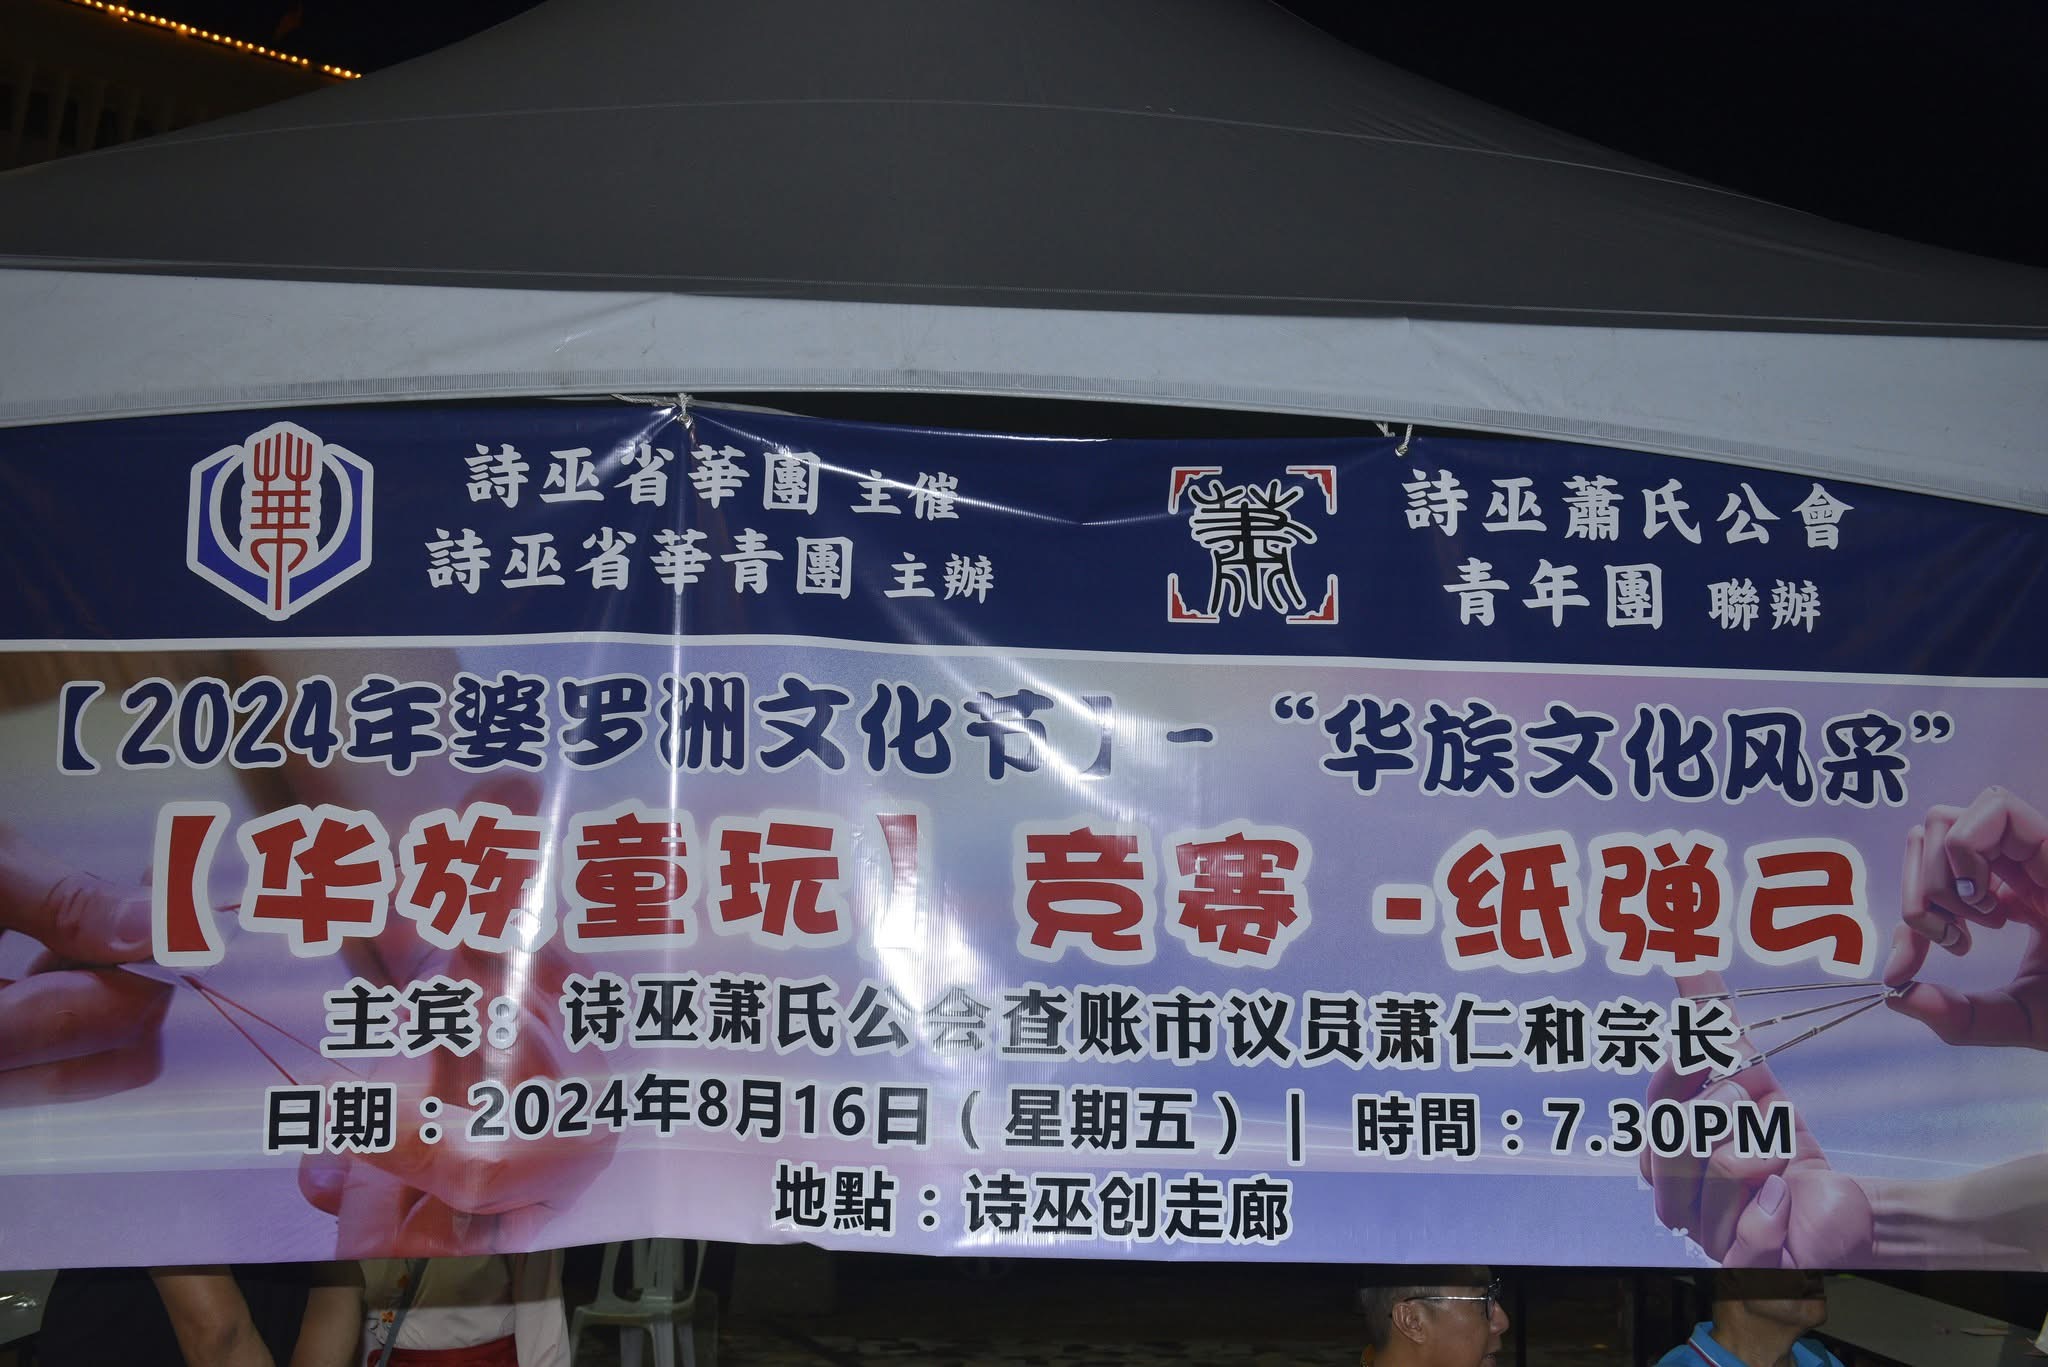 詩巫省華團 主催
詩巫省華青團 主辦
詩巫蕭氏公會
青年團 聯辦
【2024年婆罗洲文化节】-“华族文化风采”
【华族童玩】竞赛 -纸弹弓
主宾：诗巫萧氏公会查账市议员萧仁和宗长
日期：2024年8月16日（星期五）| 時間：7.30PM
地點：诗巫创走廊